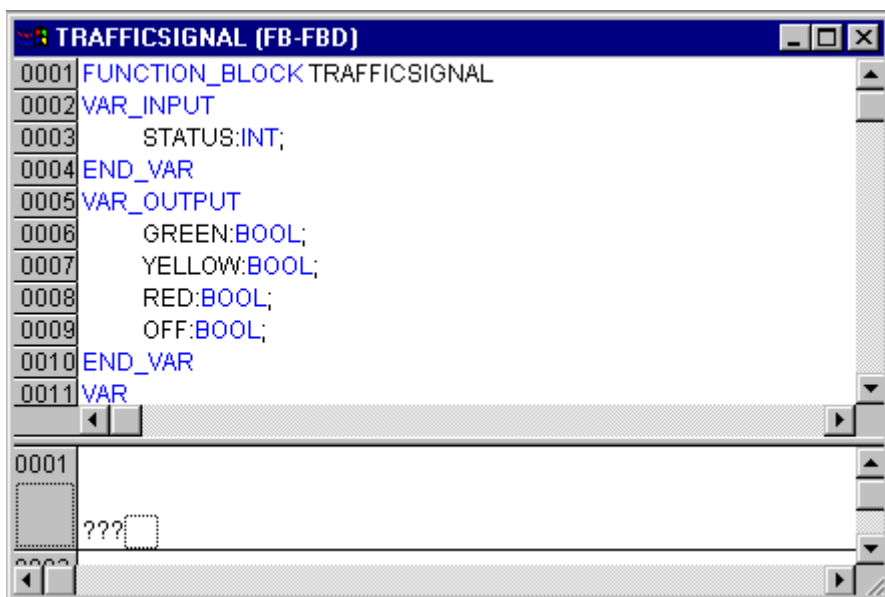 TRAFFICSIGNAL (FB-FBD)
0001 FUNCTION_BLOCK TRAFFICSIGNAL
0002 VAR_INPUT
0003 STATUS:INT;
0004 END_VAR
0005 VAR_OUTPUT
0006 GREEN:BOOL;
0007 YELLOW:BOOL;
0008 RED:BOOL;
0009 OFF:BOOL;
0010 END_VAR
0011 VAR
0001
???